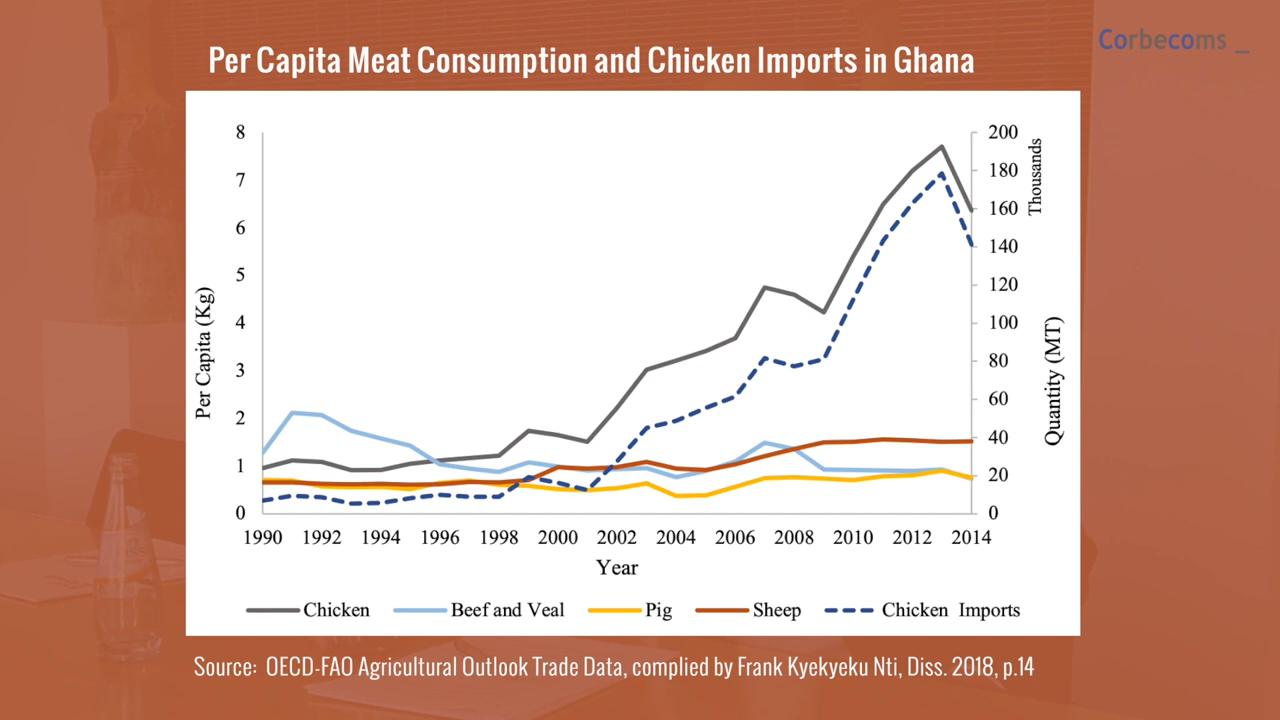 Corbecoms _
Per Capita Meat Consumption and Chicken Imports in Ghana
8
7
6
5
4
3
2
1
0
Per Capita (Kg)
200
180
160
140
120
100
80
60
40
20
0
Thousands
Quantity (MT)
1990 1992 1994 1996 1998 2000 2002 2004 2006 2008 2010 2012 2014
Year
Chicken Beef and Veal Pig Sheep Chicken Imports
Source: OECD-FAO Agricultural Outlook Trade Data, complied by Frank Kyekyeku Nti, Diss. 2018, p.14